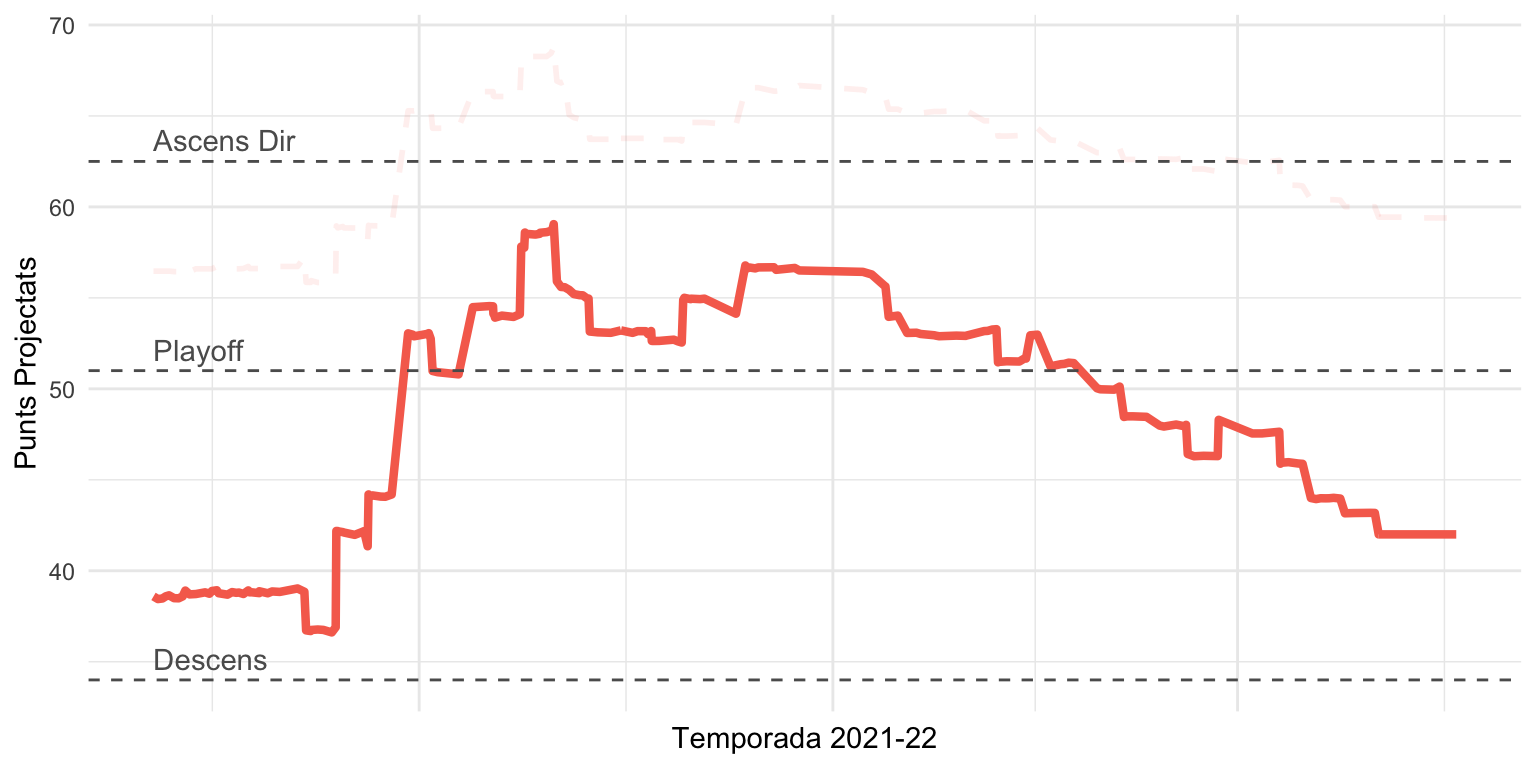 70
Ascens Dir
60
Playoff
50
40
Descens
Punts Projectats
Temporada 2021-22